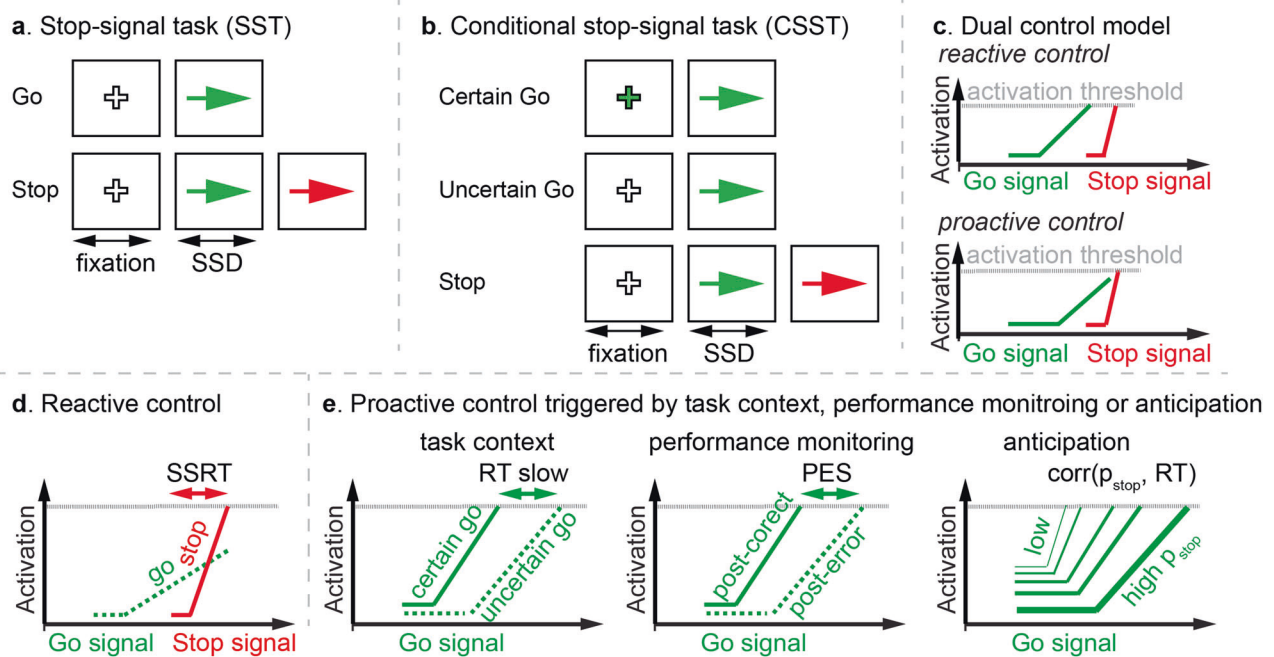 a. Stop-signal task (SST)
Go
Stop
fixation
SSD
b. Conditional stop-signal task (CSST)
Certain Go
Uncertain Go
Stop
fixation
SSD
c. Dual control model
reactive control
activation threshold
Activation
Go signal
Stop signal
proactive control
activation threshold
Activation
Go signal
Stop signal
d. Reactive control
SSRT
Activation
go
stop
Go signal
Stop signal
e. Proactive control triggered by task context, performance monitroing or anticipation
task context
RT slow
Activation
certain go
uncertain go
Go signal
performance monitoring
PES
Activation
post-corect
post-error
Go signal
anticipation
corr(pstop, RT)
Activation
low
high pstop
Go signal